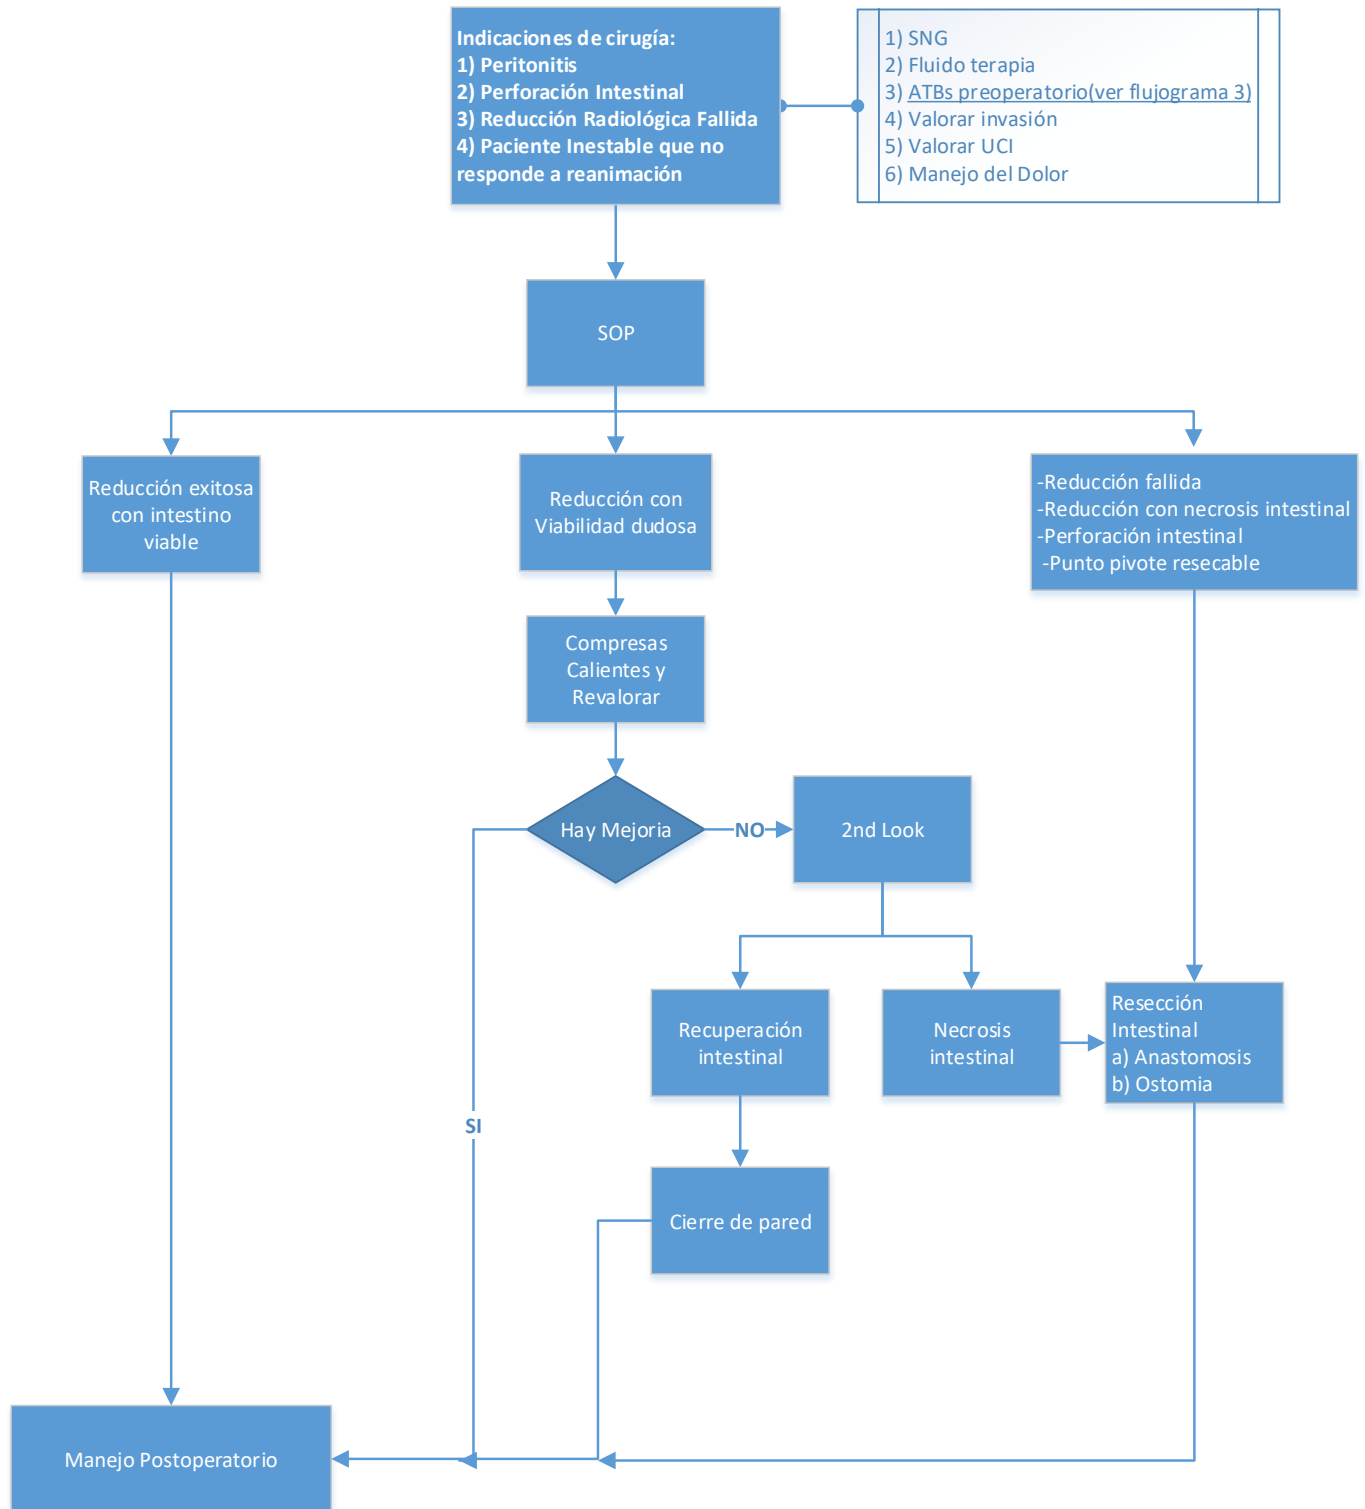 Indicaciones de cirugía:
1) Peritonitis
2) Perforación Intestinal
3) Reducción Radiológica Fallida
4) Paciente Inestable que no
responde a reanimación
1) SNG
2) Fluido terapia
3) ATBs preoperatorio(ver flujograma 3)
4) Valorar invasión
5) Valorar UCI
6) Manejo del Dolor
SOP
Reducción exitosa
con intestino
viable
Reducción con
Viabilidad dudosa
-Reducción fallida
-Reducción con necrosis intestinal
-Perforación intestinal
-Punto pivote resecable
Compresas
Calientes y
Revalorar
Hay Mejoria
NO
2nd Look
Recuperación
intestinal
Necrosis
intestinal
Resección
Intestinal
a) Anastomosis
b) Ostomia
SI
Cierre de pared
Manejo Postoperatorio